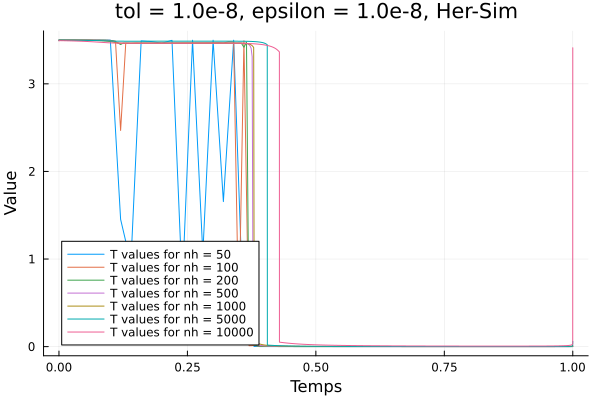 tol = 1.0e-8, epsilon = 1.0e-8, Her-Sim
Value
3
2
1
0
T values for nh = 50
T values for nh = 100
T values for nh = 200
T values for nh = 500
T values for nh = 1000
T values for nh = 5000
T values for nh = 10000
0.00
0.25
0.50
0.75
1.00
Temps